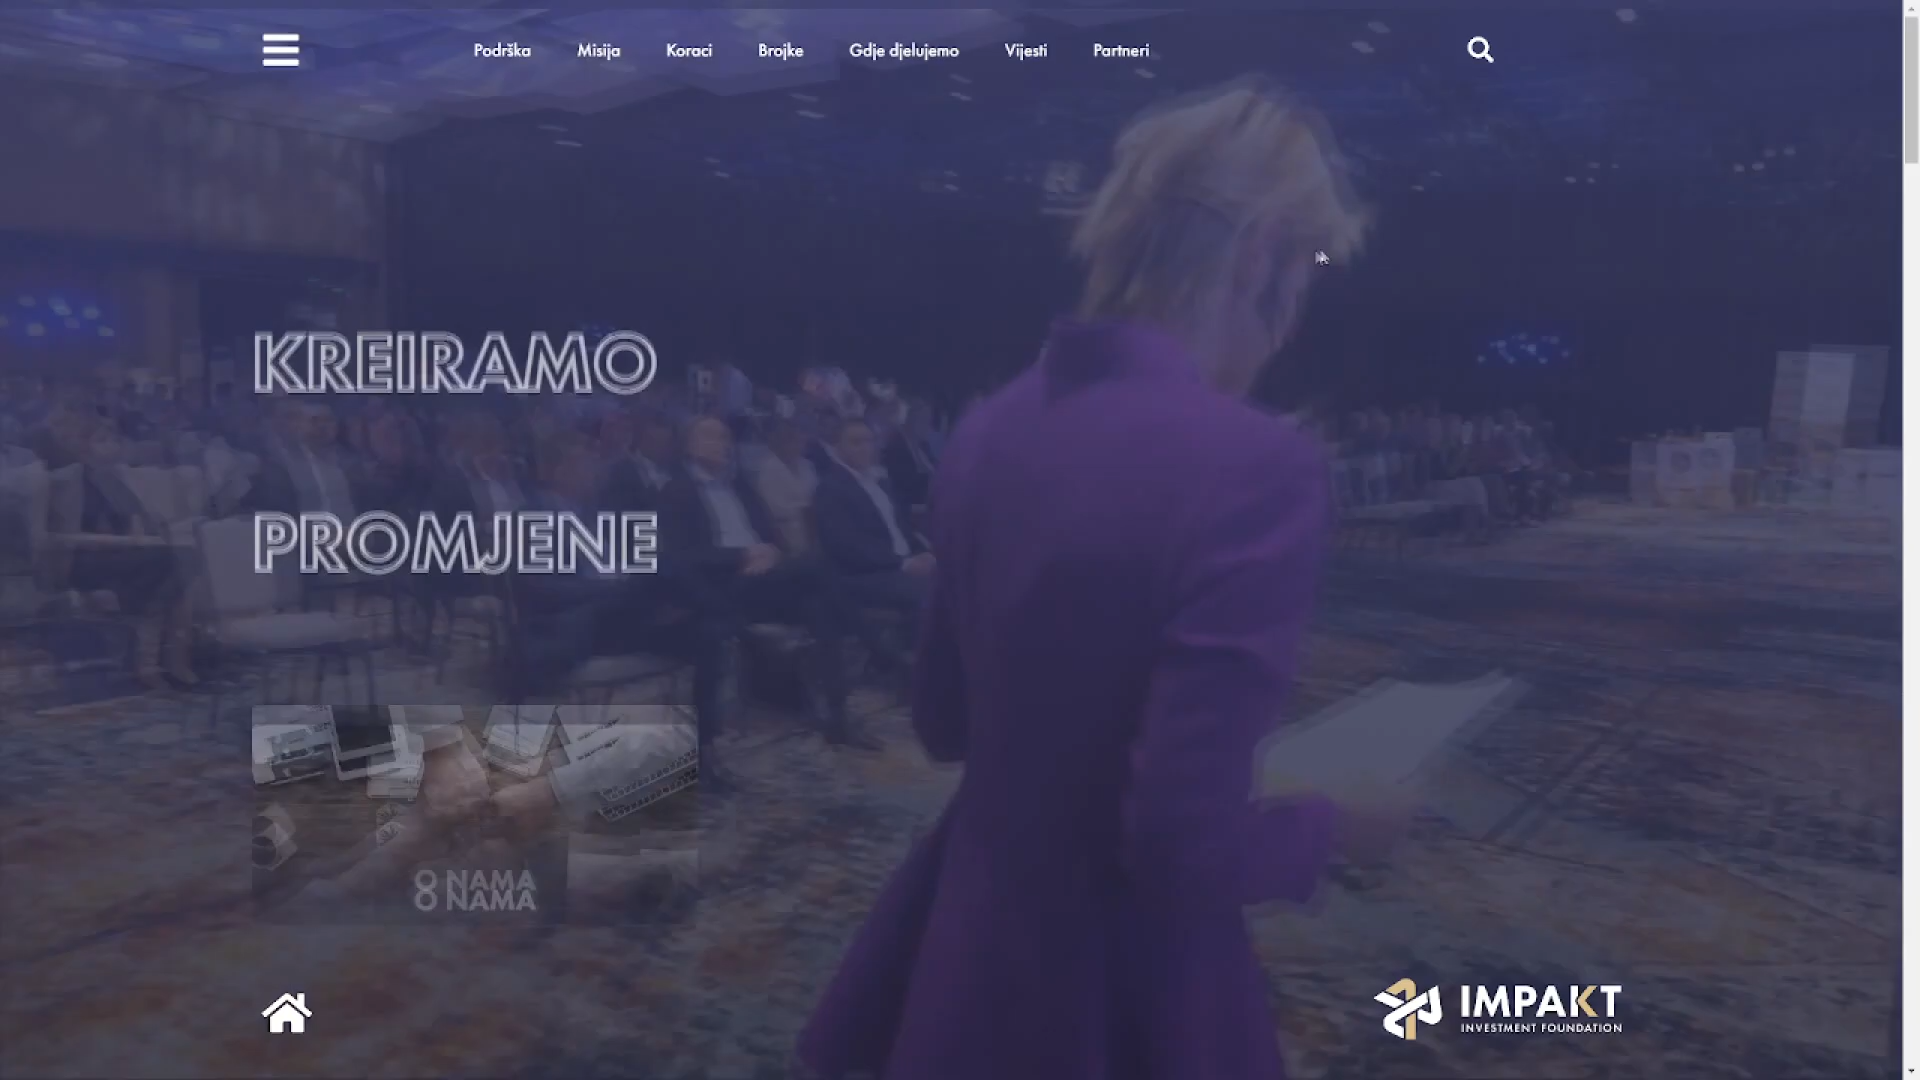 Podrška Misija Koraci Brojke Gdje djelujemo Vijesti Partneri
KREIRAMO
PROMJENE
O NAMA
O NAMA
IMPAKT
INVESTMENT FOUNDATION